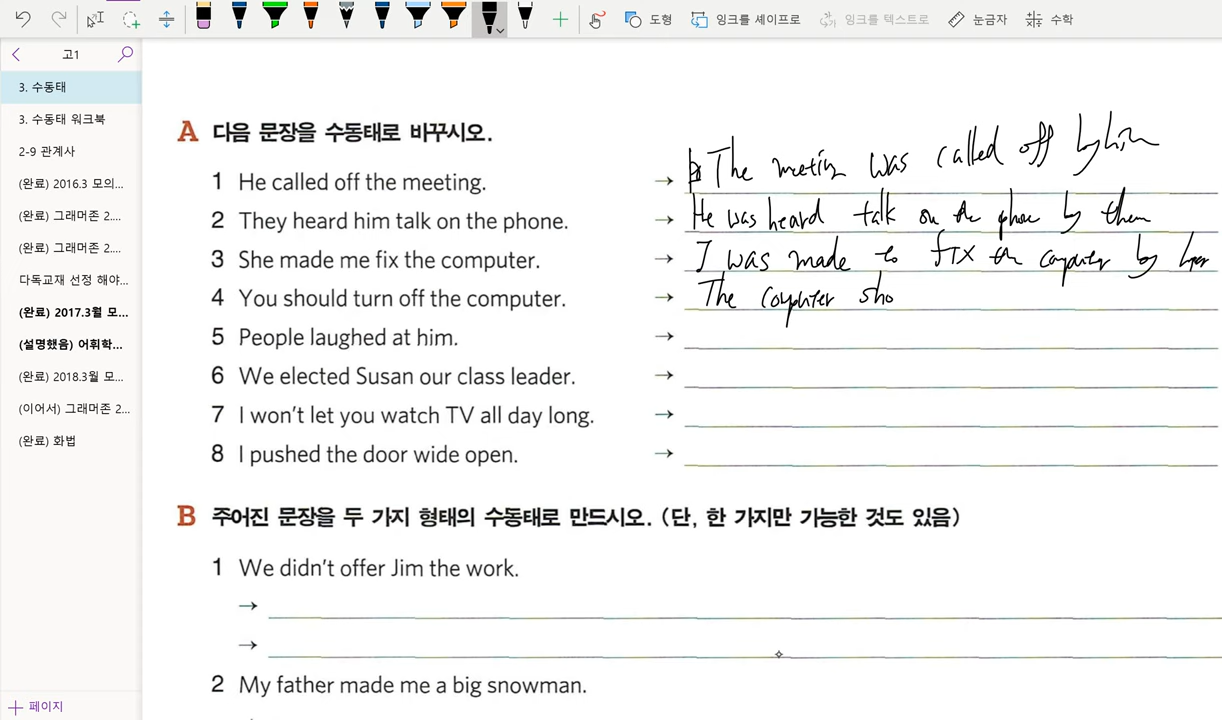 도형
잉크를 셰이프로
잉크를 텍스트로
눈금자
수학
고1
3. 수동태
3. 수동태 워크북
2-9 관계사
(완료) 2016.3 모의...
(완료) 그래머존 2....
(완료) 그래머존 2....
다독교재 선정 해야...
(완료) 2017.3월 모...
(설명했음) 어휘학...
(완료) 2018.3월 모...
(이어서) 그래머존 2...
(완료) 화법
페이지
A 다음 문장을 수동태로 바꾸시오.
1 He called off the meeting. → The meeting was called off by him
2 They heard him talk on the phone. → He was heard talk on the phone by them
3 She made me fix the computer. → I was made to fix the computer by her
4 You should turn off the computer. → The computer sho
5 People laughed at him. →
6 We elected Susan our class leader. →
7 I won't let you watch TV all day long. →
8 I pushed the door wide open. →
B 주어진 문장을 두 가지 형태의 수동태로 만드시오. (단, 한 가지만 가능한 것도 있음)
1 We didn't offer Jim the work.
→
→
2 My father made me a big snowman.